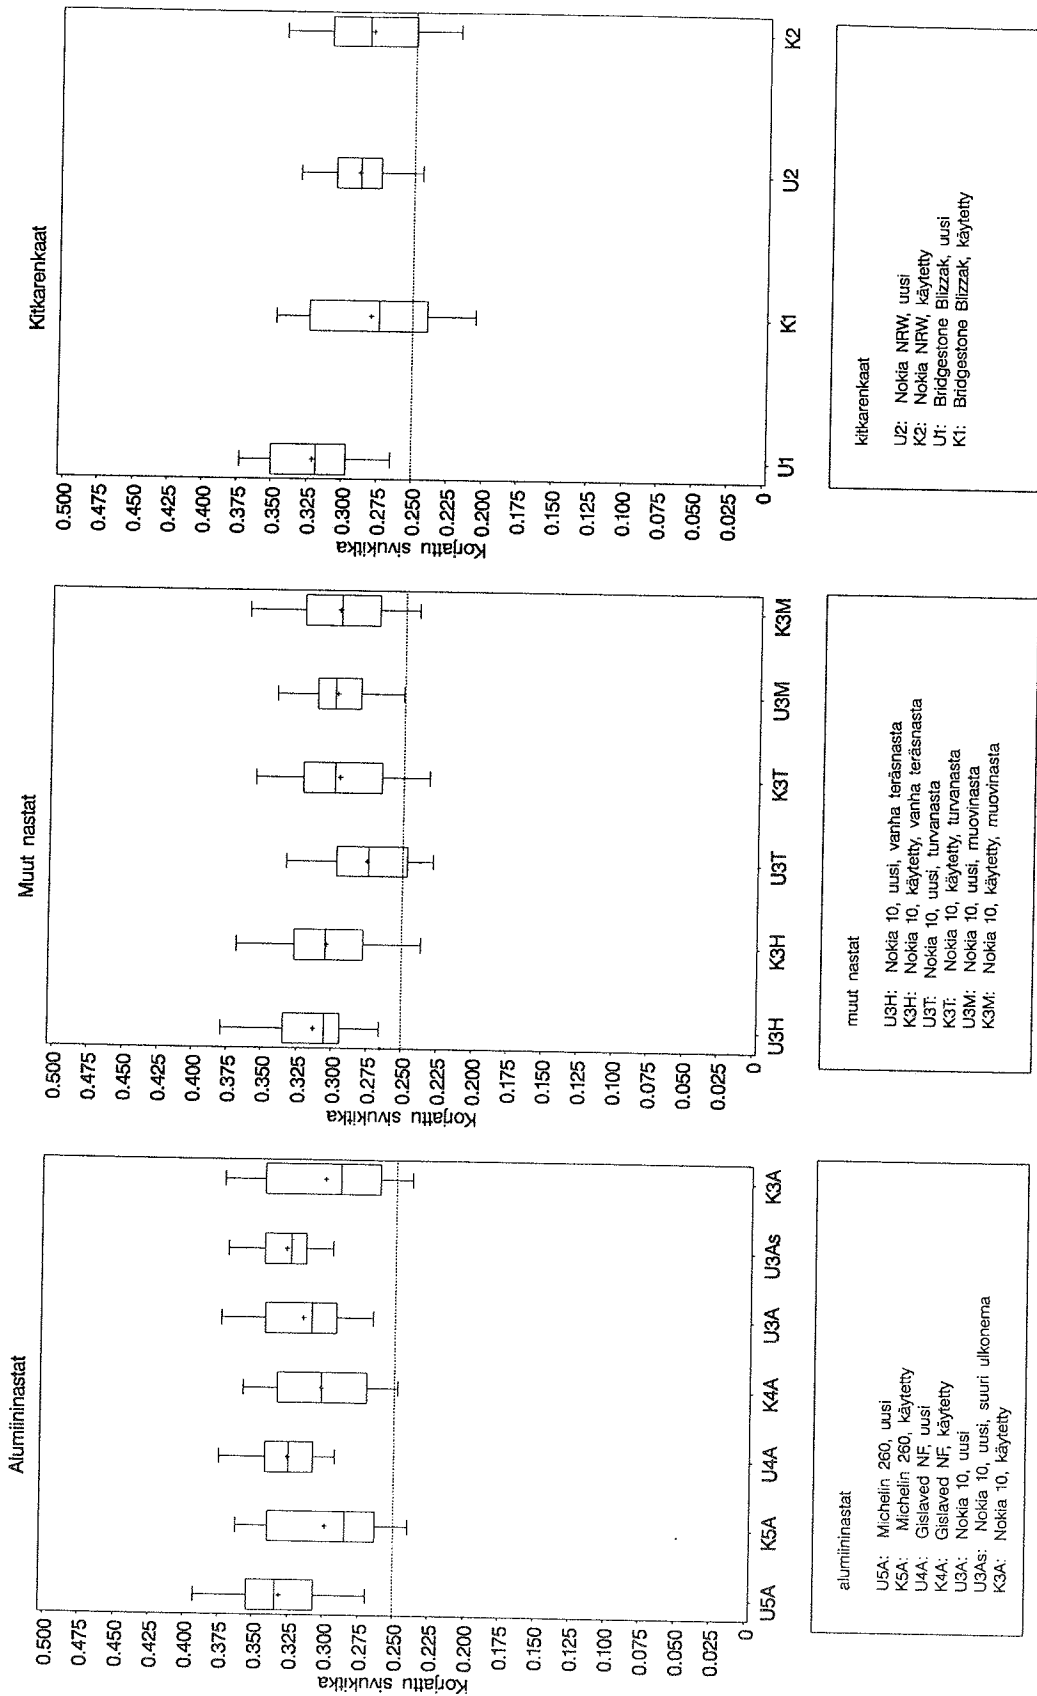 Alumiininastat
Korjattu sivukitka
0.500
0.475
0.450
0.425
0.400
0.375
0.350
0.325
0.300
0.275
0.250
0.225
0.200
0.175
0.150
0.125
0.100
0.075
0.050
0.025
0
U5A K5A U4A K4A U3A U3As K3A
alumiininastat
U5A: Michelin 260, uusi
K5A: Michelin 260, käytetty
U4A: Gislaved NF, uusi
K4A: Gislaved NF, käytetty
U3A: Nokia 10, uusi
U3As: Nokia 10, uusi, suuri ulkonema
K3A: Nokia 10, käytetty
Muut nastat
Korjattu sivukitka
0.500
0.475
0.450
0.425
0.400
0.375
0.350
0.325
0.300
0.275
0.250
0.225
0.200
0.175
0.150
0.125
0.100
0.075
0.050
0.025
0
U3H K3H U3T K3T U3M K3M
muut nastat
U3H: Nokia 10, uusi, vanha teräsnasta
K3H: Nokia 10, käytetty, vanha teräsnasta
U3T: Nokia 10, uusi, turvanasta
K3T: Nokia 10, käytetty, turvanasta
U3M: Nokia 10, uusi, muovinasta
K3M: Nokia 10, käytetty, muovinasta
Kitkarenkaat
Korjattu sivukitka
0.500
0.475
0.450
0.425
0.400
0.375
0.350
0.325
0.300
0.275
0.250
0.225
0.200
0.175
0.150
0.125
0.100
0.075
0.050
0.025
0
U1 K1 U2 K2
kitkarenkaat
U2: Nokia NRW, uusi
K2: Nokia NRW, käytetty
U1: Bridgestone Blizzak, uusi
K1: Bridgestone Blizzak, käytetty